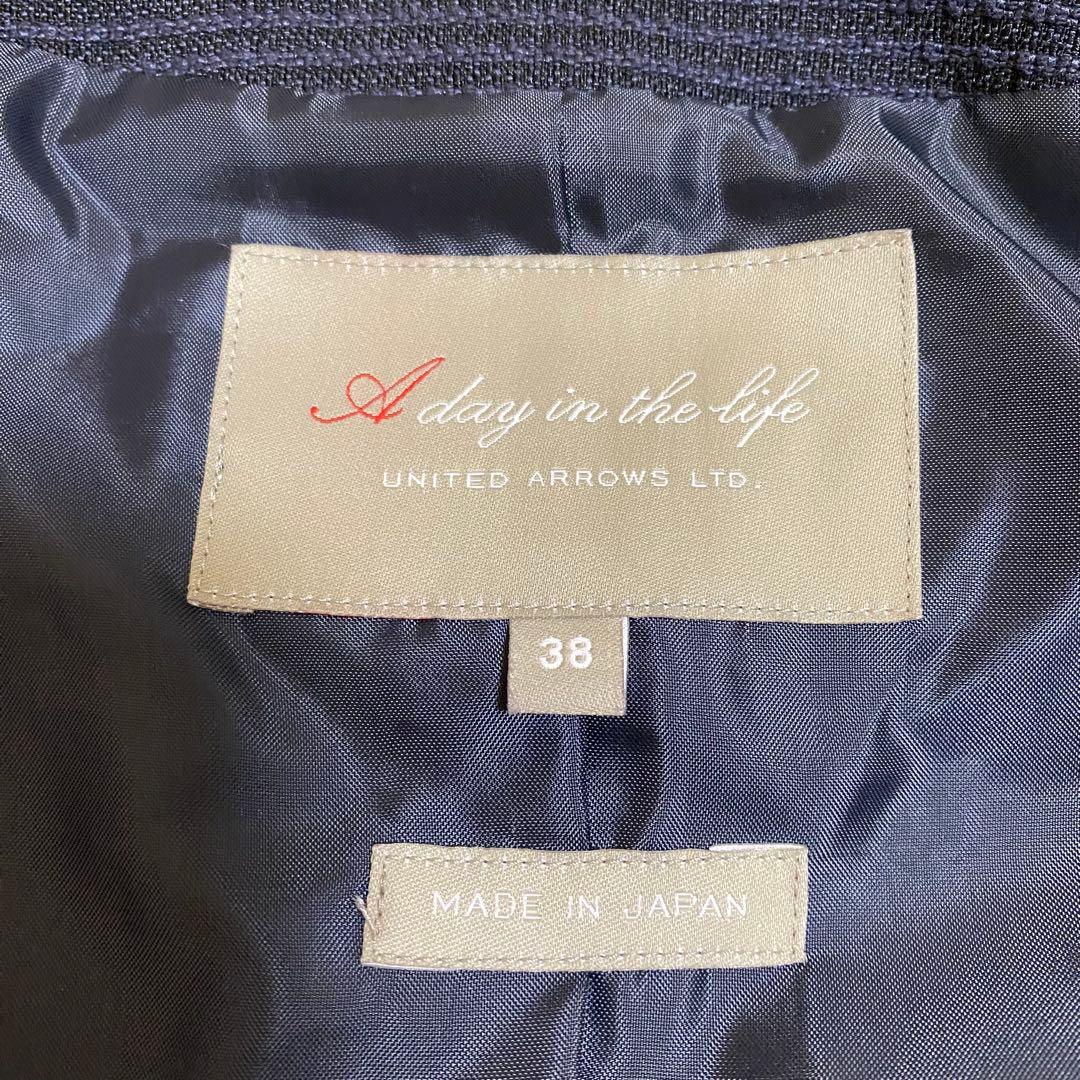 A day in the life
UNITED ARROWS LTD.
38
MADE IN JAPAN